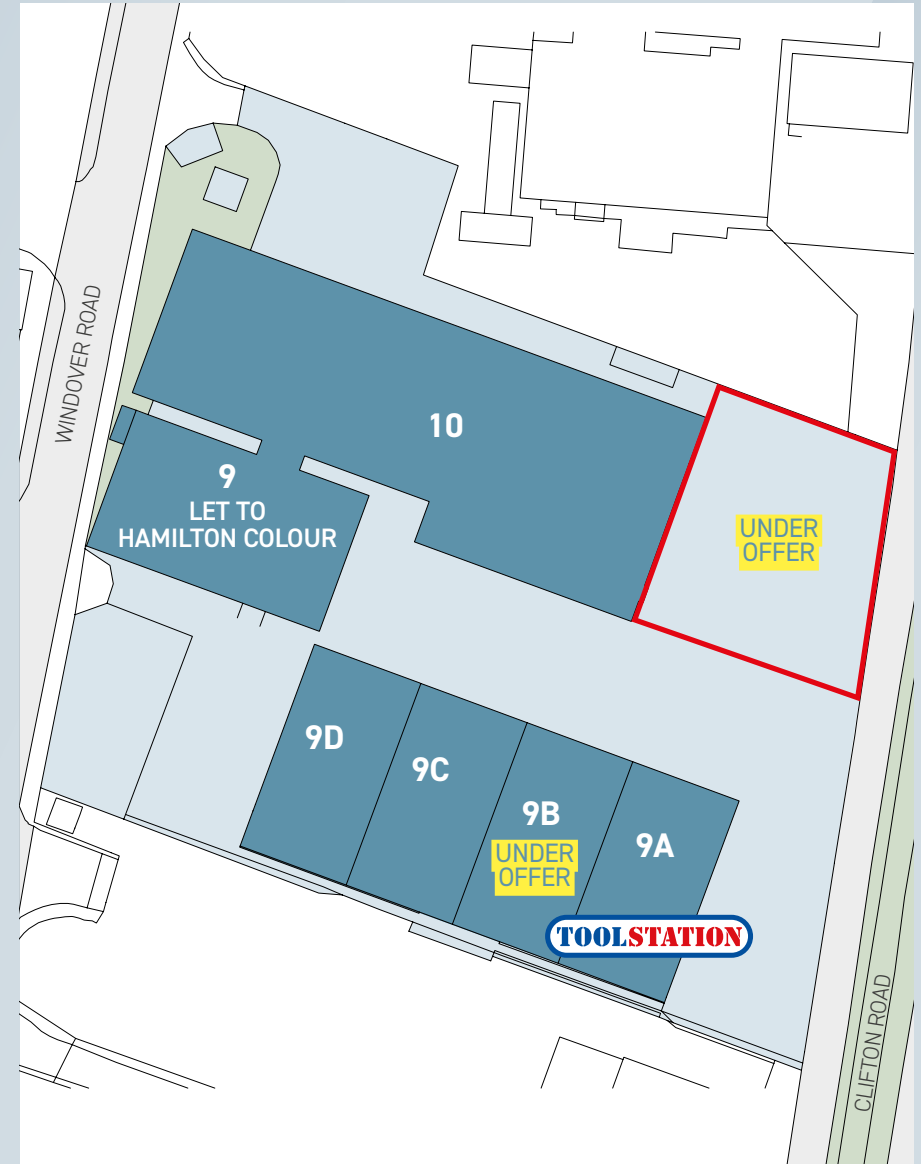 WINDOVER ROAD
10
9
LET TO
HAMILTON COLOUR
UNDER
OFFER
9D
9C
9B
UNDER
OFFER
9A
TOOLSTATION
CLIFTON ROAD